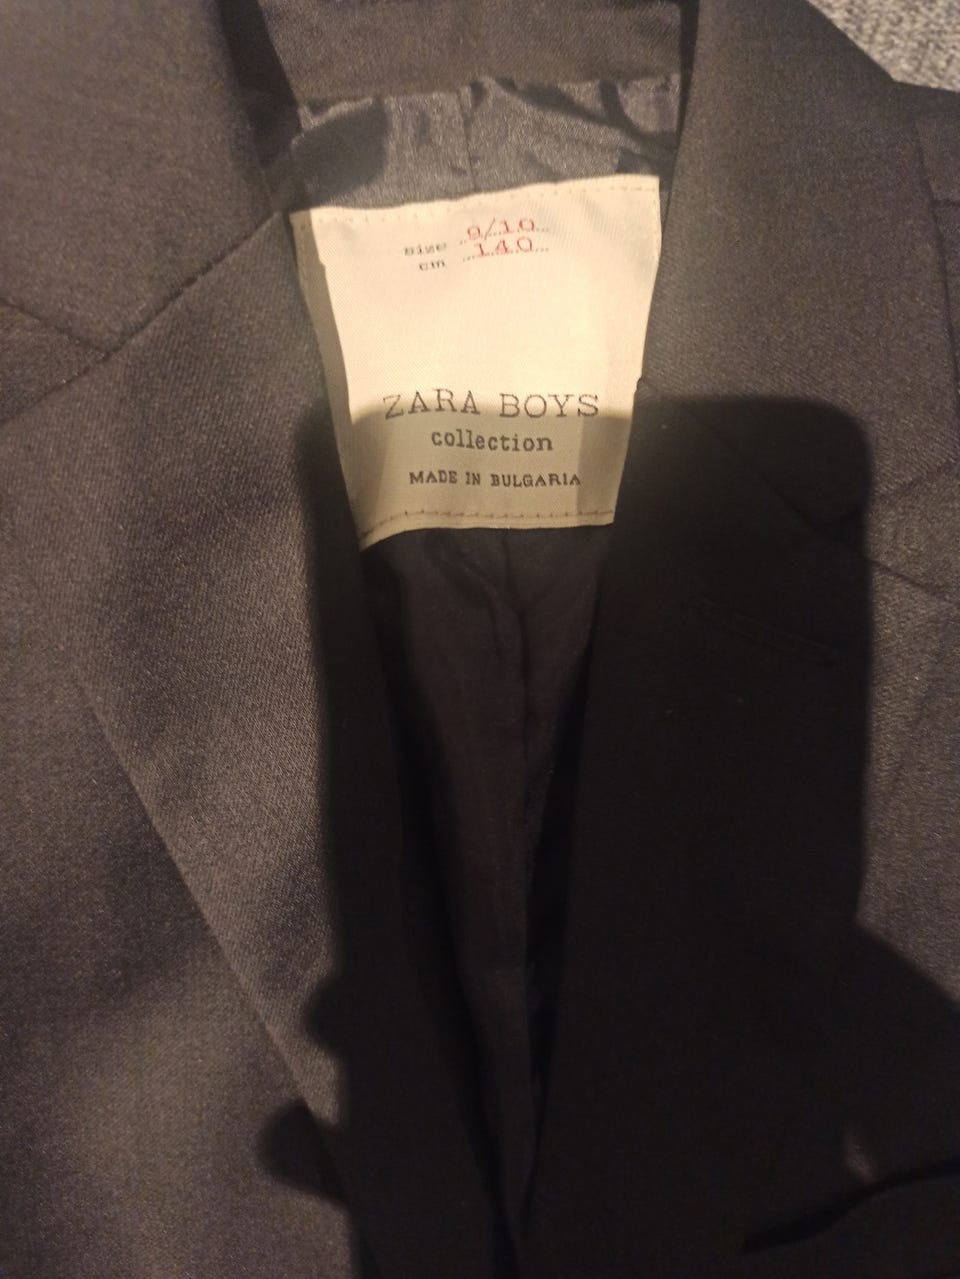 size 9/10
cm 140
ZARA BOYS
collection
MADE IN BULGARIA